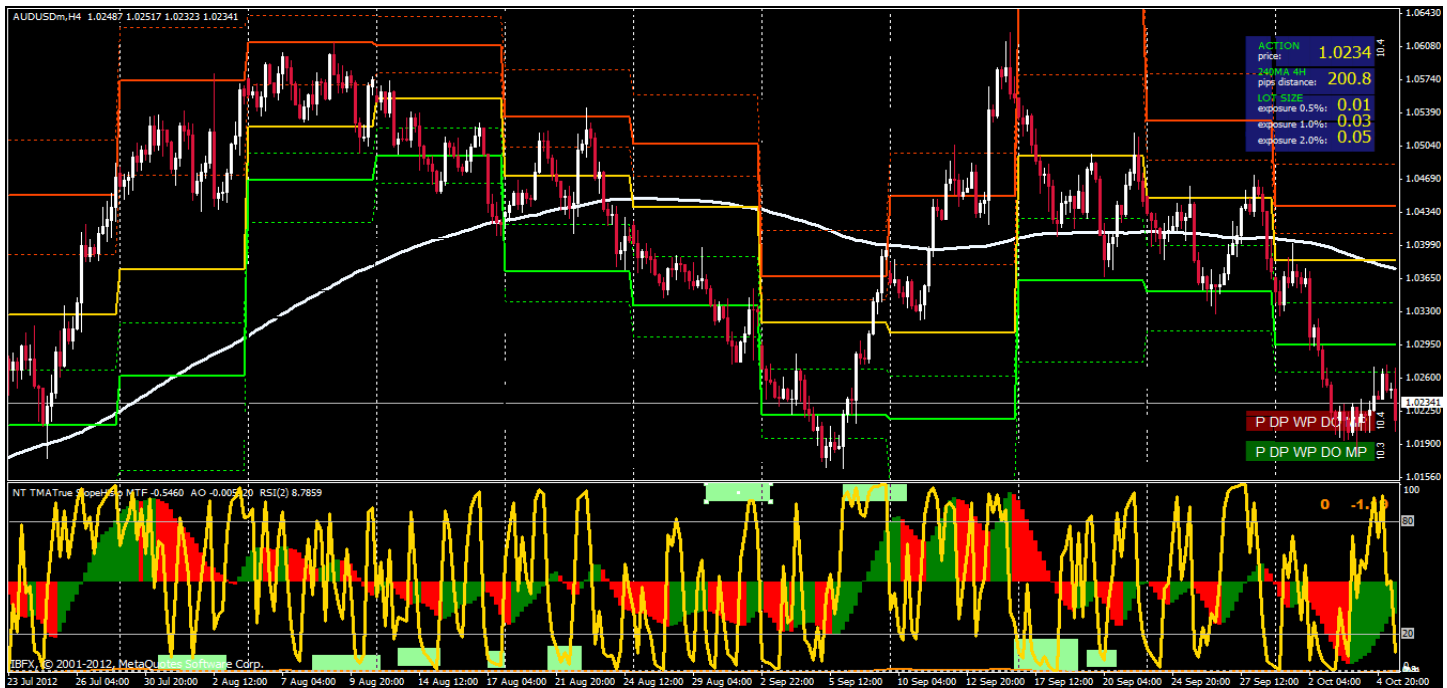 AUDUSDm,H4 1.02487 1.02517 1.02323 1.02341
ACTION
price: 1.0234
240MA 4H
pips distance: 200.8
LOT SIZE
exposure 0.5%: 0.01
exposure 1.0%: 0.03
exposure 2.0%: 0.05
10.4
1.06430
1.06080
1.05740
1.05390
1.05040
1.04690
1.04340
1.03990
1.03650
1.03300
1.02950
1.02600
1.02341
1.02250
1.01900
1.01560
P DP WP DO MP
10.4
P DP WP DO MP
10.3
NT TMATrue SlopeHisto MTF -0.5460 AO -0.005220 RSI(2) 8.7859
0
100
80
20
0
IBFX, © 2001-2012, MetaQuotes Software Corp.
23 Jul 2012 26 Jul 04:00 30 Jul 20:00 2 Aug 12:00 7 Aug 04:00 9 Aug 20:00 14 Aug 12:00 17 Aug 04:00 21 Aug 20:00 24 Aug 12:00 29 Aug 04:00 2 Sep 22:00 5 Sep 12:00 10 Sep 04:00 12 Sep 20:00 17 Sep 12:00 20 Sep 04:00 24 Sep 20:00 27 Sep 12:00 2 Oct 04:00 4 Oct 20:00